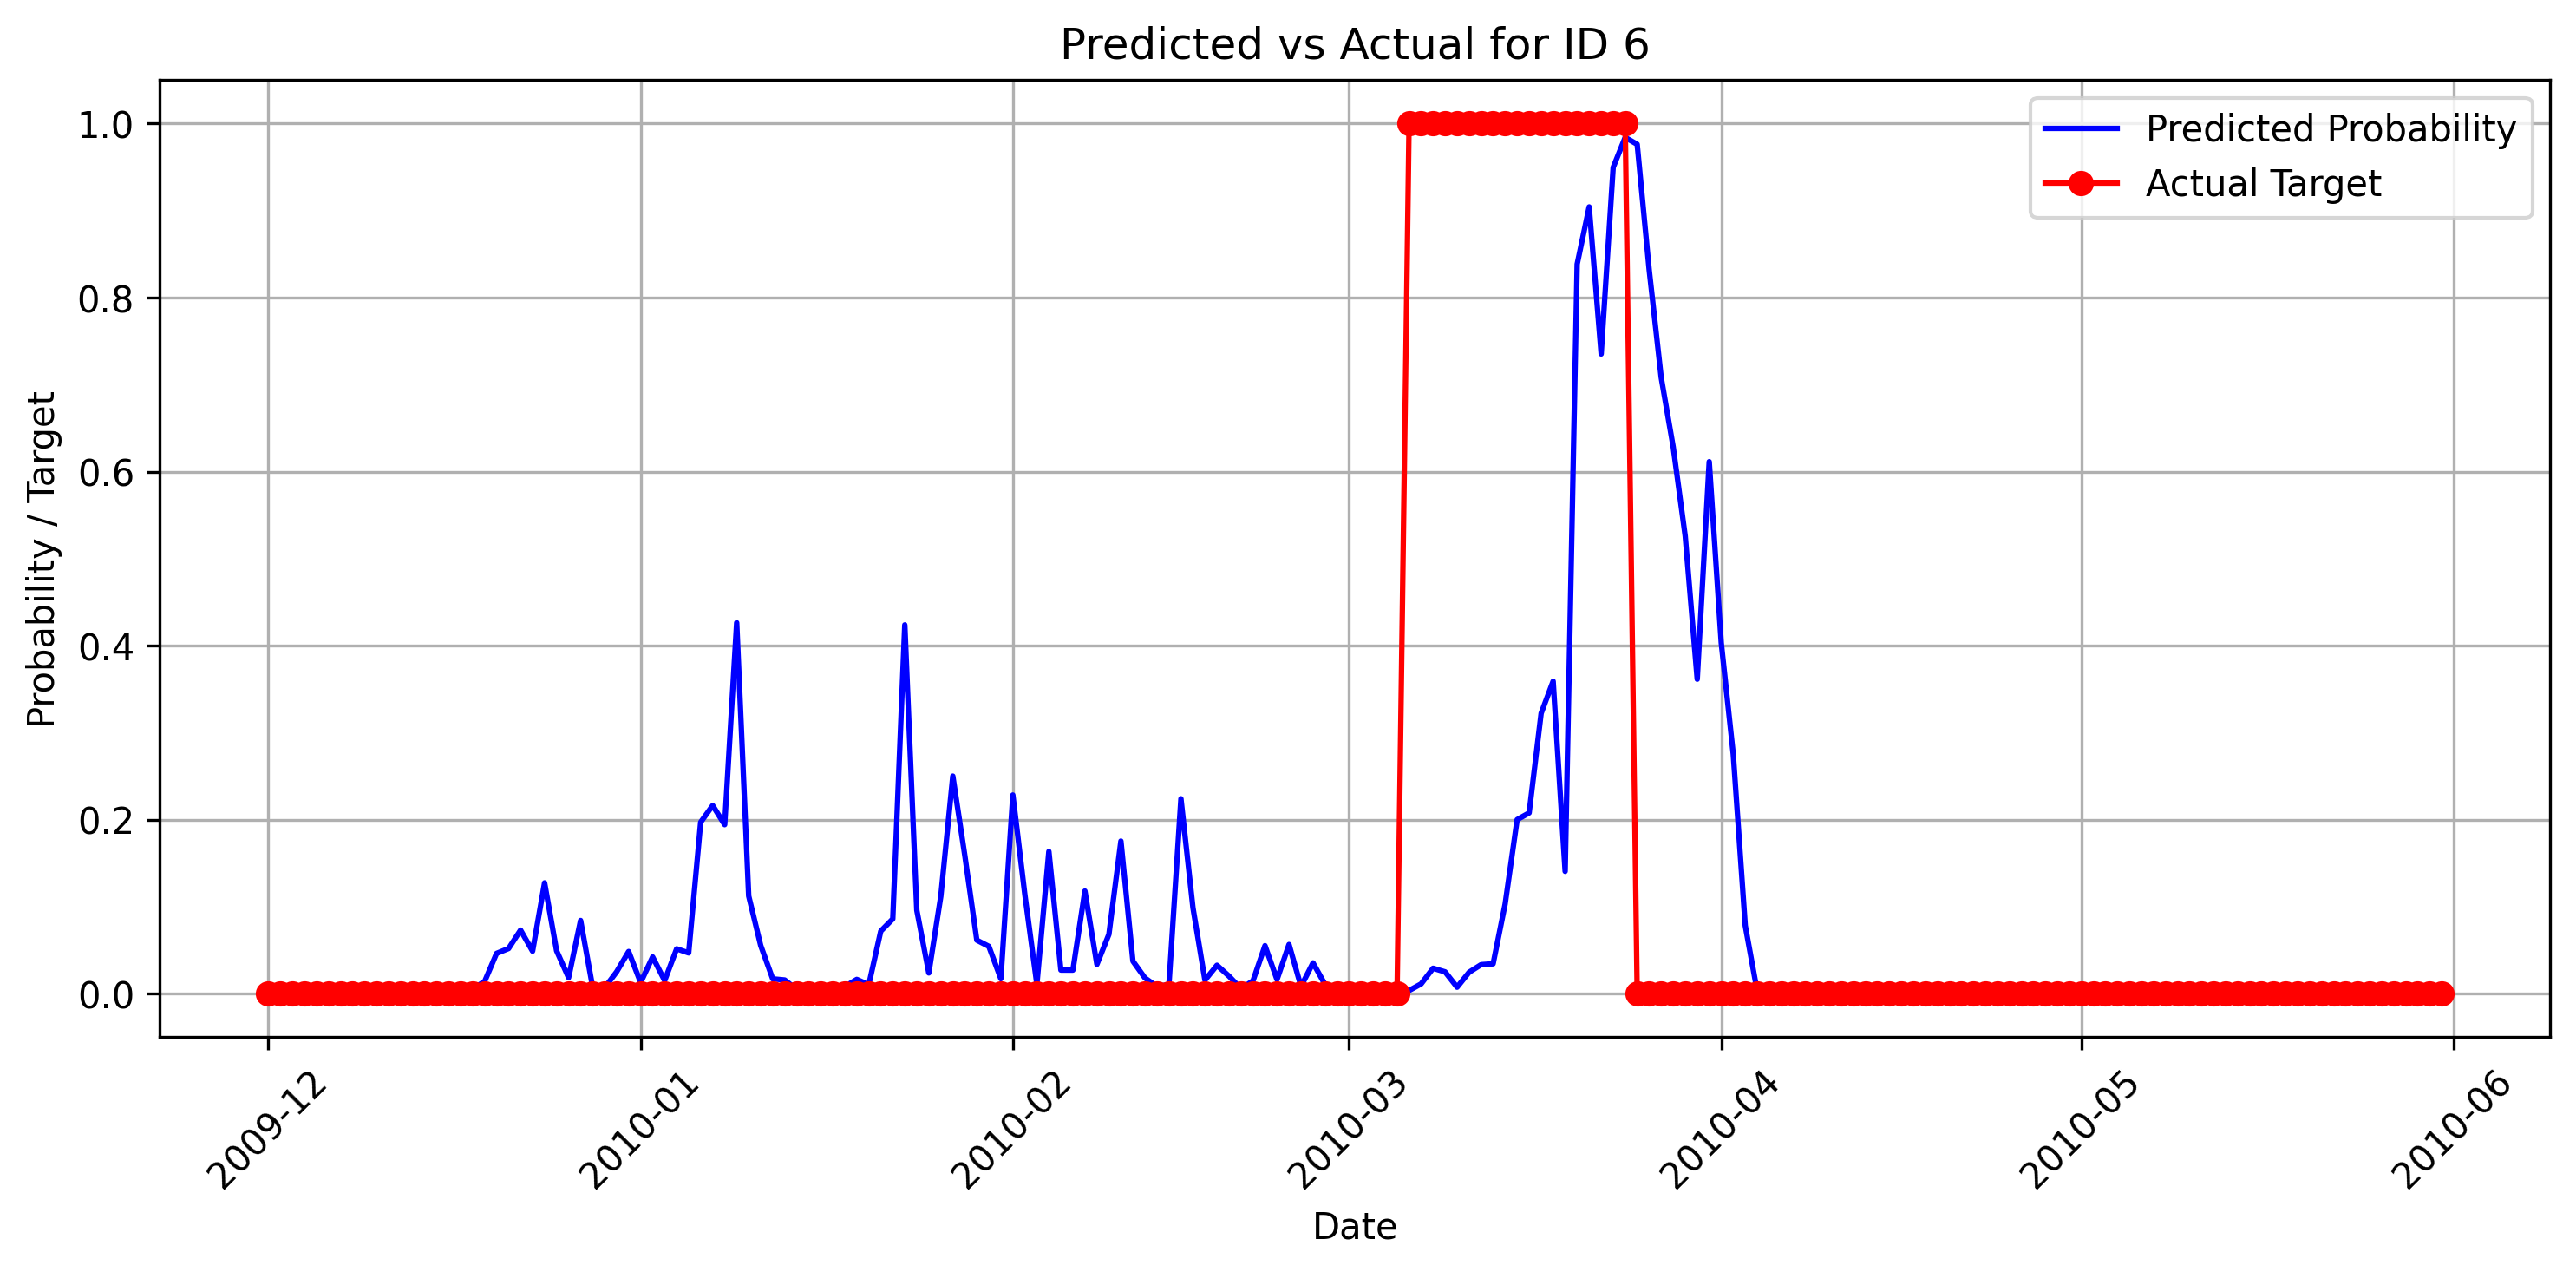 Predicted vs Actual for ID 6
Predicted Probability
Actual Target
Probability / Target
1.0
0.8
0.6
0.4
0.2
0.0
2009-12
2010-01
2010-02
2010-03
2010-04
2010-05
2010-06
Date